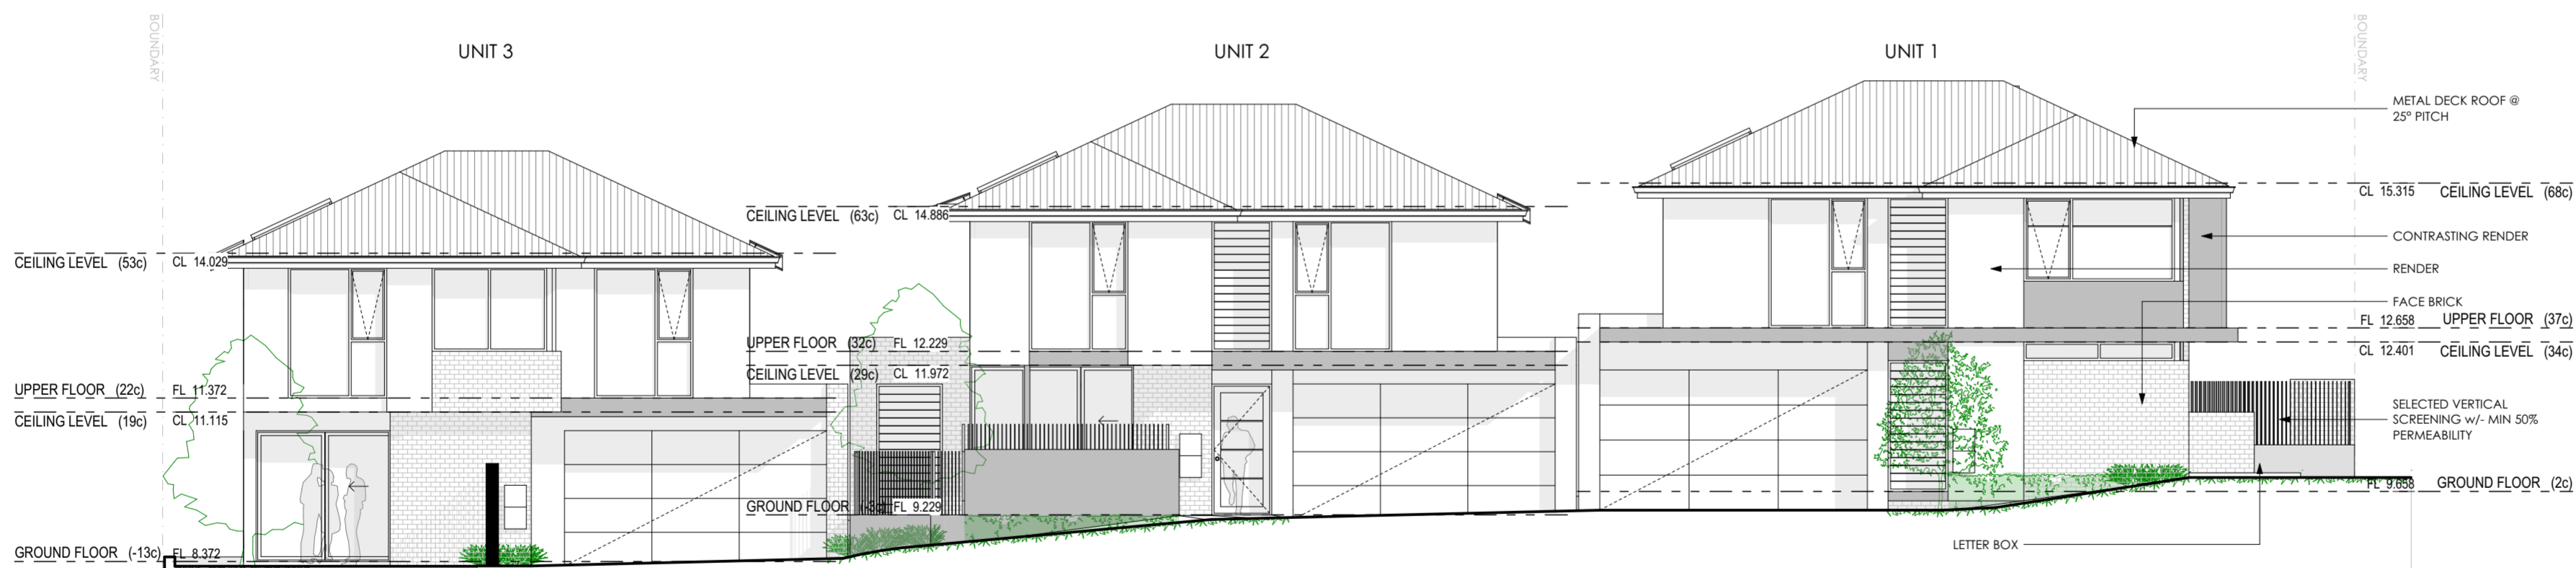 BOUNDARY
UNIT 3
UNIT 2
UNIT 1
BOUNDARY
METAL DECK ROOF @
25° PITCH
CL 15.315 CEILING LEVEL (68c)
CONTRASTING RENDER
RENDER
FACE BRICK
FL 12.658 UPPER FLOOR (37c)
CL 12.401 CEILING LEVEL (34c)
SELECTED VERTICAL
SCREENING w/- MIN 50%
PERMEABILITY
FL 9.658 GROUND FLOOR (2c)
LETTER BOX
CEILING LEVEL (63c) CL 14.886
UPPER FLOOR (32c) FL 12.229
CEILING LEVEL (29c) CL 11.972
GROUND FLOOR (-3c) FL 9.229
CEILING LEVEL (53c) CL 14.029
UPPER FLOOR (22c) FL 11.372
CEILING LEVEL (19c) CL 11.115
GROUND FLOOR (-13c) FL 8.372